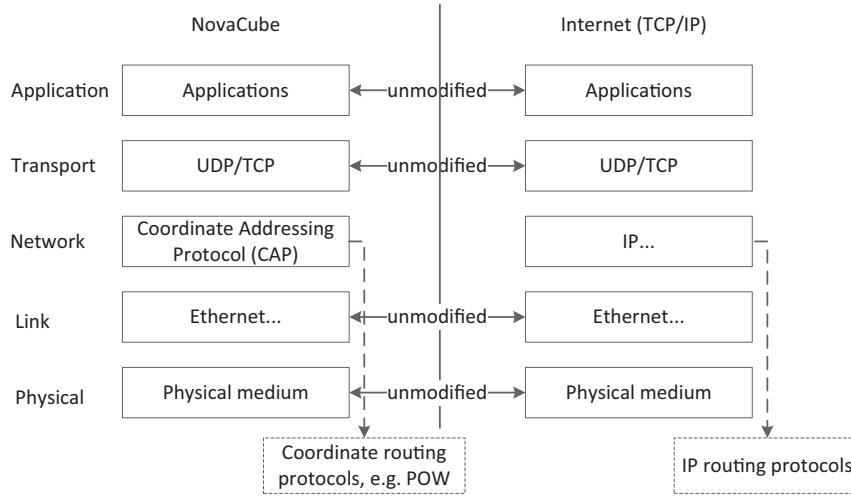 NovaCube Internet (TCP/IP)
Application Applications unmodified Applications
Transport UDP/TCP unmodified UDP/TCP
Network Coordinate Addressing
Protocol (CAP) IP...
Link Ethernet... unmodified Ethernet...
Physical Physical medium unmodified Physical medium
Coordinate routing
protocols, e.g. POW IP routing protocols